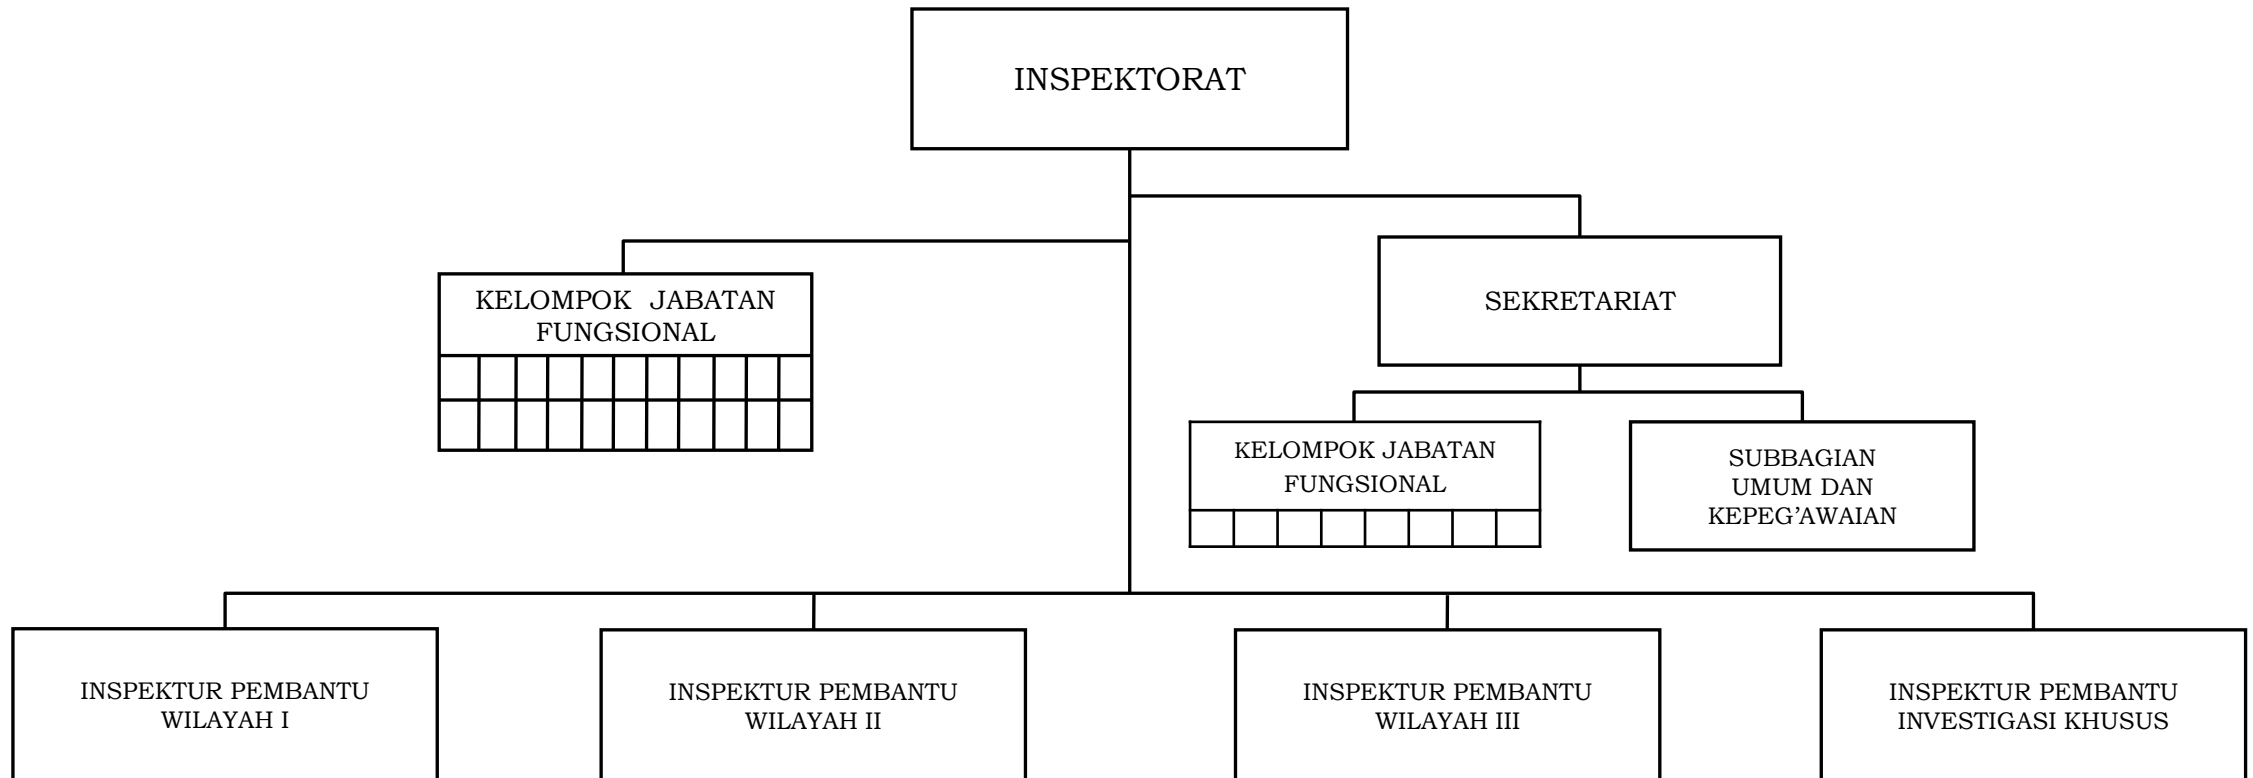 INSPEKTORAT
KELOMPOK  JABATAN
FUNGSIONAL
SEKRETARIAT
KELOMPOK JABATAN
FUNGSIONAL
SUBBAGIAN
UMUM DAN
KEPEG’AWAIAN
INSPEKTUR PEMBANTU
WILAYAH I
INSPEKTUR PEMBANTU
WILAYAH II
INSPEKTUR PEMBANTU
WILAYAH III
INSPEKTUR PEMBANTU
INVESTIGASI KHUSUS